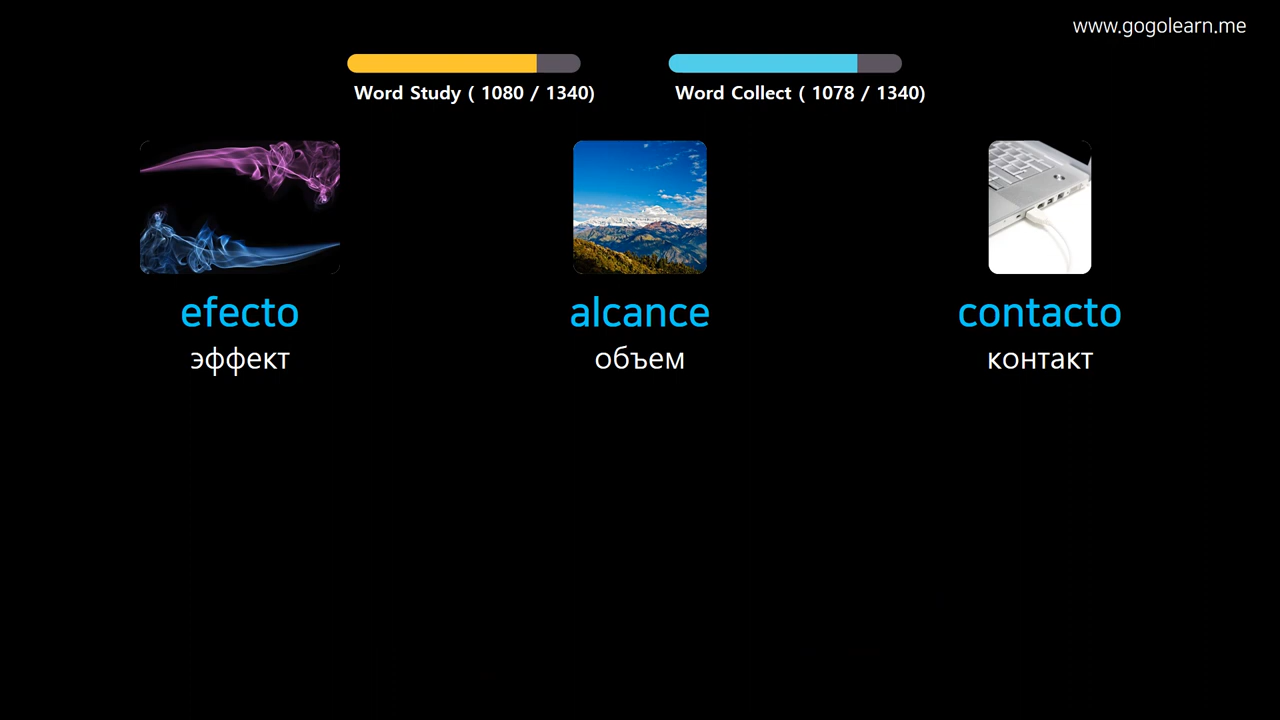 www.gogolearn.me
Word Study ( 1080 / 1340)
Word Collect ( 1078 / 1340)
efecto
эффект
alcance
объем
contacto
контакт